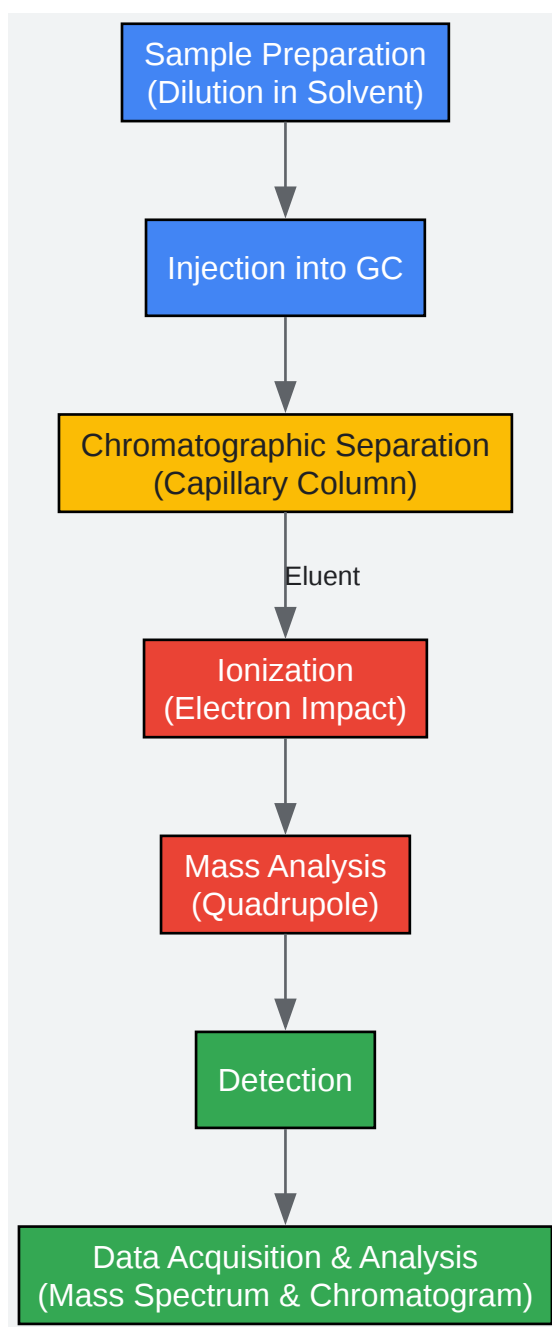 Sample Preparation
(Dilution in Solvent)
Injection into GC
Chromatographic Separation
(Capillary Column)
Eluent
Ionization
(Electron Impact)
Mass Analysis
(Quadrupole)
Detection
Data Acquisition & Analysis
(Mass Spectrum & Chromatogram)